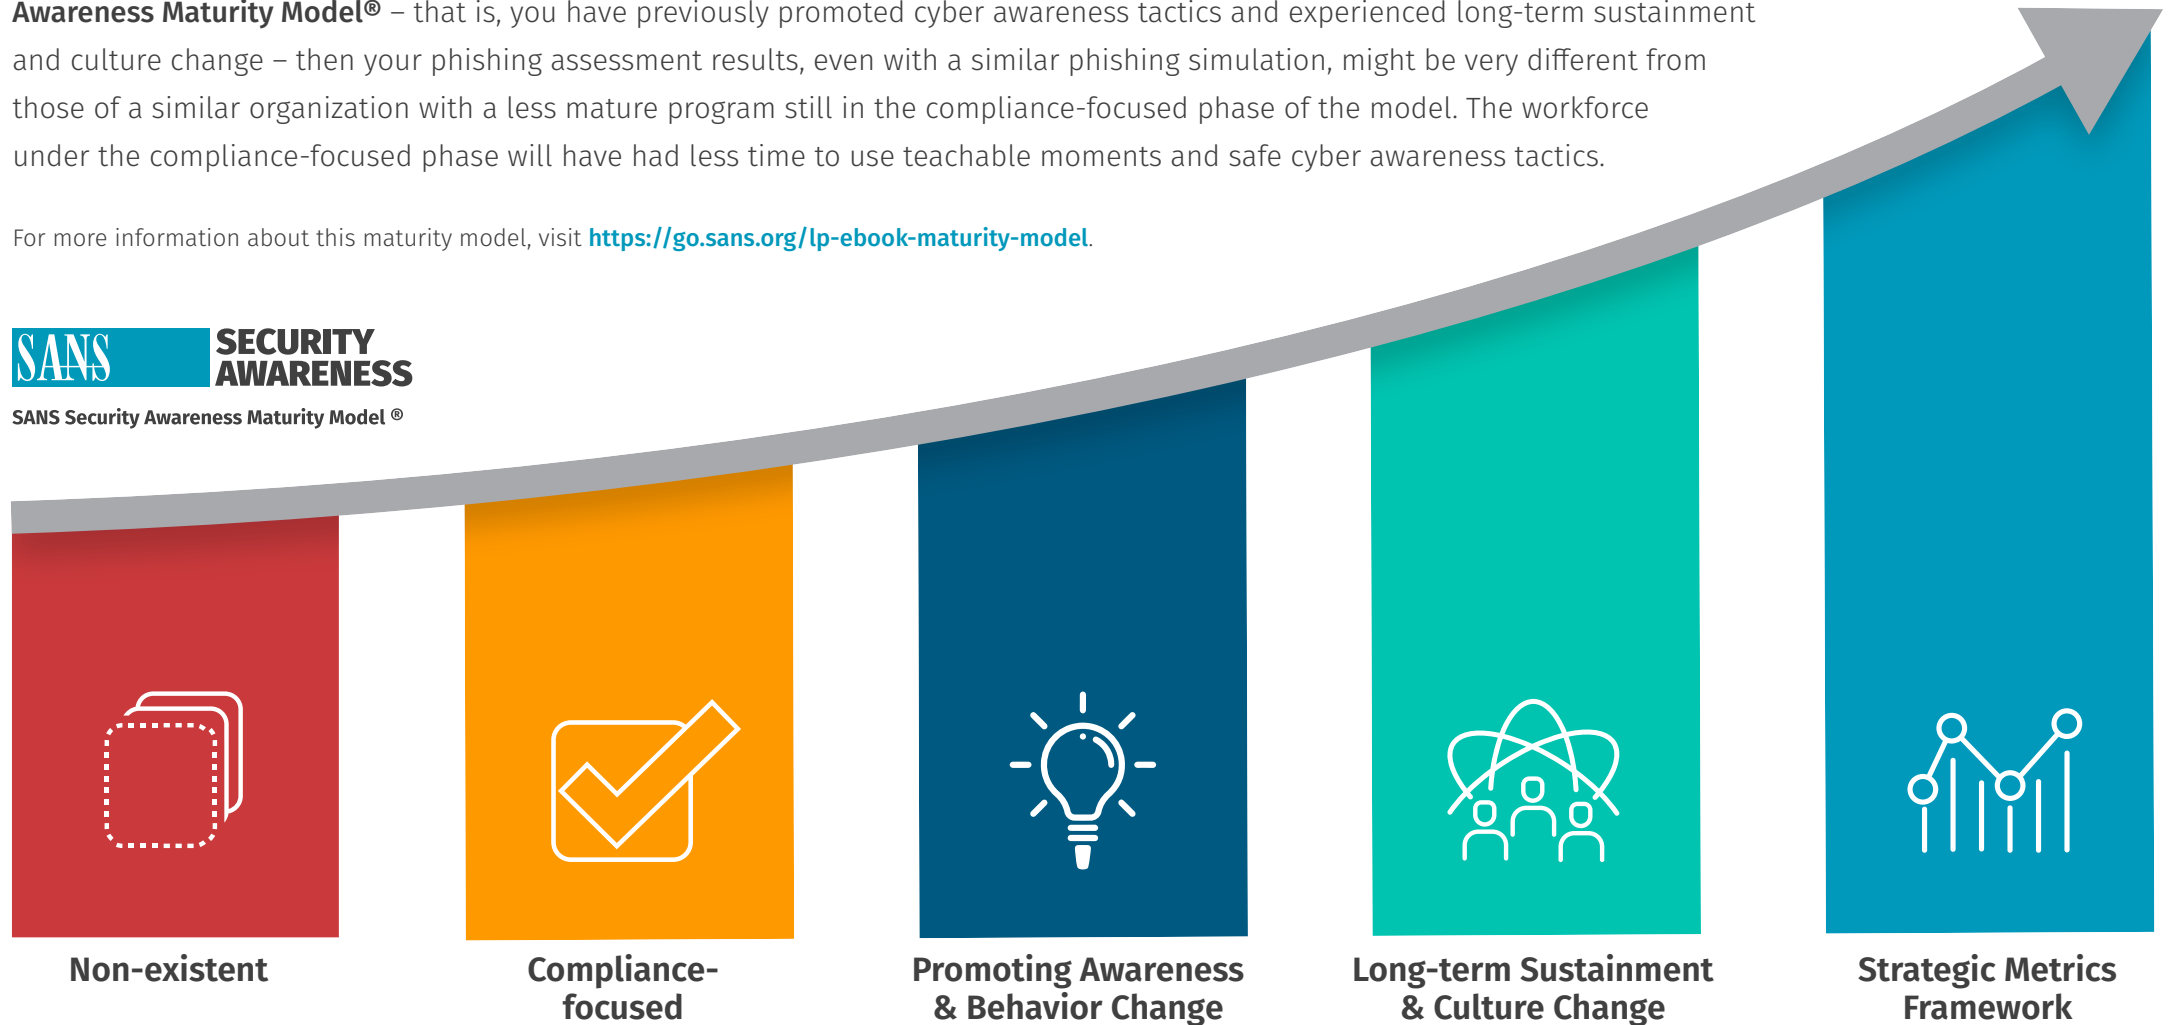 Awareness Maturity Model® – that is, you have previously promoted cyber awareness tactics and experienced long-term sustainment
and culture change – then your phishing assessment results, even with a similar phishing simulation, might be very different from
those of a similar organization with a less mature program still in the compliance-focused phase of the model. The workforce
under the compliance-focused phase will have had less time to use teachable moments and safe cyber awareness tactics.
For more information about this maturity model, visit https://go.sans.org/lp-ebook-maturity-model.
SANS SECURITY
AWARENESS
SANS Security Awareness Maturity Model ®
Non-existent
Compliance-
focused
Promoting Awareness
& Behavior Change
Long-term Sustainment
& Culture Change
Strategic Metrics
Framework